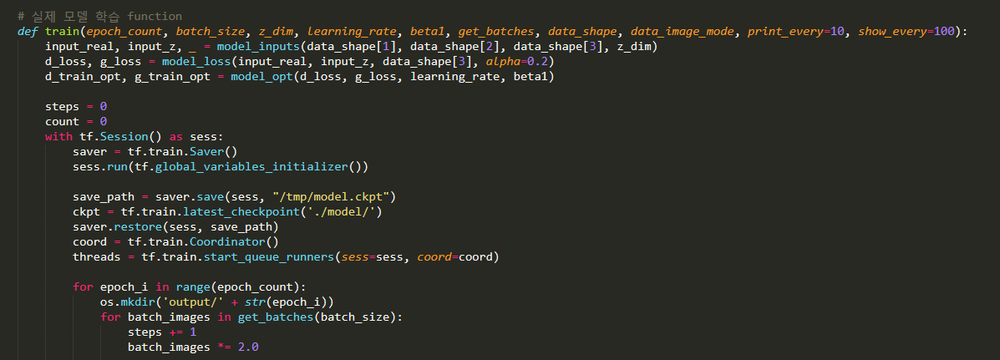 # 실제 모델 학습 function
def train(epoch_count, batch_size, z_dim, learning_rate, beta1, get_batches, data_shape, data_image_mode, print_every=10, show_every=100):
    input_real, input_z, _ = model_inputs(data_shape[1], data_shape[2], data_shape[3], z_dim)
    d_loss, g_loss = model_loss(input_real, input_z, data_shape[3], alpha=0.2)
    d_train_opt, g_train_opt = model_opt(d_loss, g_loss, learning_rate, beta1)

    steps = 0
    count = 0
    with tf.Session() as sess:
        saver = tf.train.Saver()
        sess.run(tf.global_variables_initializer())

        save_path = saver.save(sess, "/tmp/model.ckpt")
        ckpt = tf.train.latest_checkpoint('./model/')
        saver.restore(sess, save_path)
        coord = tf.train.Coordinator()
        threads = tf.train.start_queue_runners(sess=sess, coord=coord)

        for epoch_i in range(epoch_count):
            os.mkdir('output/' + str(epoch_i))
            for batch_images in get_batches(batch_size):
                steps += 1
                batch_images *= 2.0